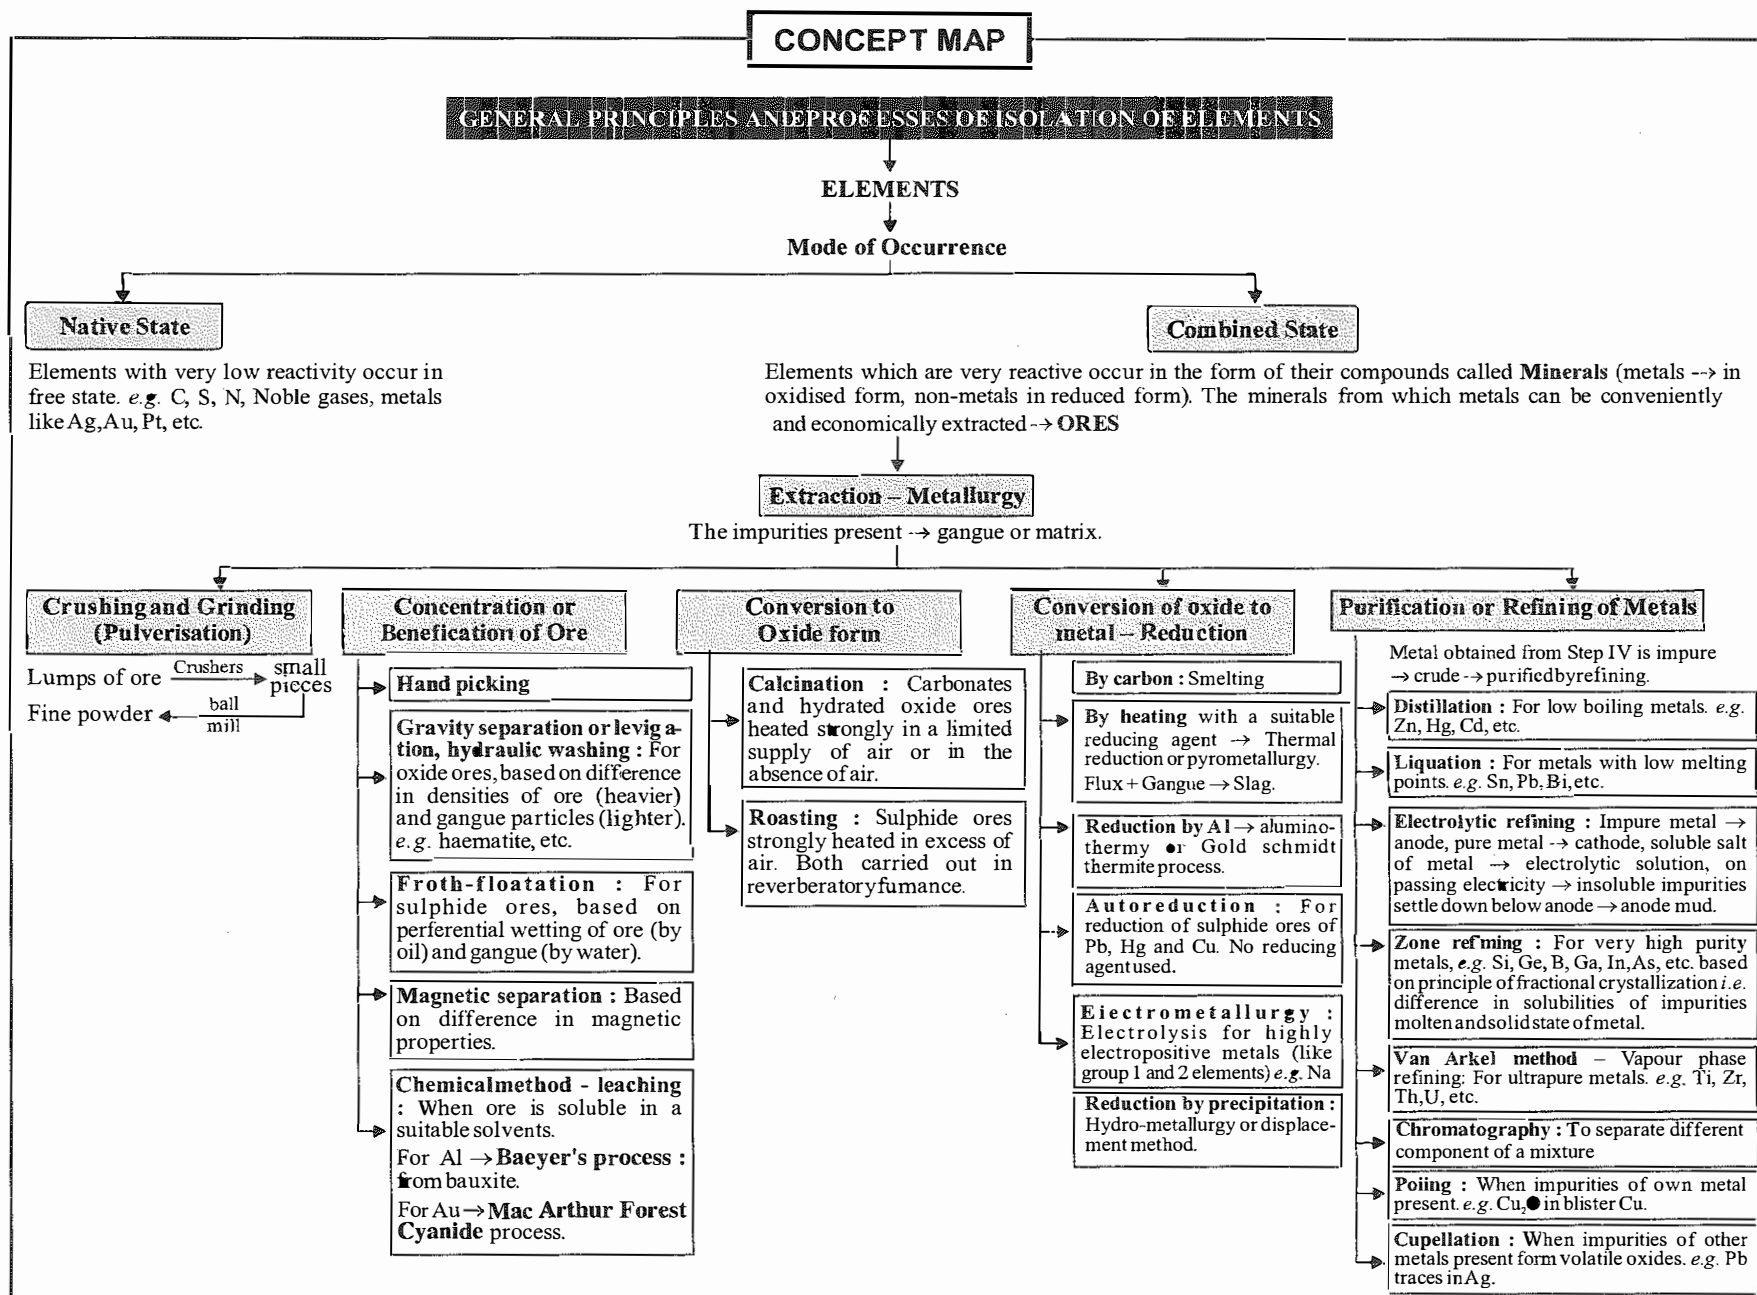 CONCEPT MAP
GENERAL PRINCIPLES ANEPROCESSES OF ISOLATION OF ELEMENTS
ELEMENTS
Mode of Occurrence
Native State
Elements with very low reactivity occur in
free state. e.g. C, S, N, Noble gases, metals
like Ag, Au, Pt, etc.
Combined State
Elements which are very reactive occur in the form of their compounds called Minerals (metals --→ in
oxidised form, non-metals in reduced form). The minerals from which metals can be conveniently
and economically extracted --→ ORES
Extraction – Metallurgy
The impurities present --→ gangue or matrix.
Crushing and Grinding
(Pulverisation)
Lumps of ore Crushers → small
pieces
Fine powder ← ball
mill
Concentration or
Benefication of Ore
Hand picking
Gravity separation or levig a-
tion, hydraulic washing : For
oxide ores, based on difference
in densities of ore (heavier)
and gangue particles (lighter).
e.g. haematite, etc.
Froth-floatation : For
sulphide ores, based on
perferential wetting of ore (by
oil) and gangue (by water).
Magnetic separation : Based
on difference in magnetic
properties.
Chemical method - leaching
: When ore is soluble in a
suitable solvents.
For Al → Baeyer's process :
from bauxite.
For Au → Mac Arthur Forest
Cyanide process.
Conversion to
Oxide form
Calcination : Carbonates
and hydrated oxide ores
heated strongly in a limited
supply of air or in the
absence of air.
Roasting : Sulphide ores
strongly heated in excess of
air. Both carried out in
reverberatory fumance.
Conversion of oxide to
metal – Reduction
By carbon : Smelting
By heating with a suitable
reducing agent → Thermal
reduction or pyrometallurgy.
Flux + Gangue → Slag.
Reduction by Al → alumino-
thermy or Gold schmidt
thermite process.
Autoreduction : For
reduction of sulphide ores of
Pb, Hg and Cu. No reducing
agent used.
Eiectrometallurgy :
Electrolysis for highly
electropositive metals (like
group 1 and 2 elements) e.g. Na
Reduction by precipitation :
Hydro-metallurgy or displace-
ment method.
Purification or Refining of Metals
Metal obtained from Step IV is impure
→ crude --→ purified by refining.
Distillation : For low boiling metals. e.g.
Zn, Hg, Cd, etc.
Liquation : For metals with low melting
points. e.g. Sn, Pb, Bi, etc.
Electrolytic refining : Impure metal →
anode, pure metal --→ cathode, soluble salt
of metal → electrolytic solution, on
passing electricity → insoluble impurities
settle down below anode → anode mud.
Zone refming : For very high purity
metals, e.g. Si, Ge, B, Ga, In, As, etc. based
on principle of fractional crystallization i.e.
difference in solubilities of impurities
molten and solid state of metal.
Van Arkel method – Vapour phase
refining: For ultrapure metals. e.g. Ti, Zr,
Th, U, etc.
Chromatography : To separate different
component of a mixture
Poiing : When impurities of own metal
present. e.g. Cu₂O in blister Cu.
Cupellation : When impurities of other
metals present form volatile oxides. e.g. Pb
traces in Ag.